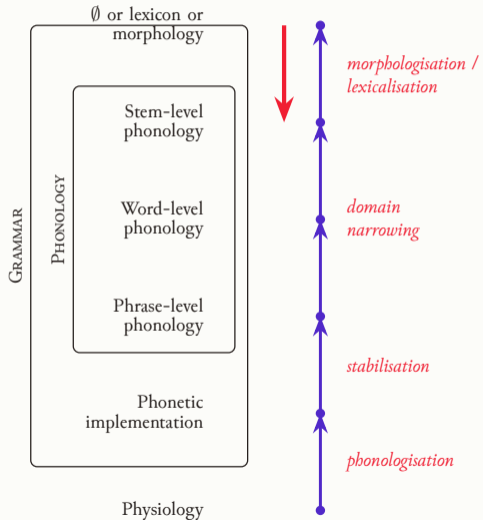 ∅ or lexicon or
morphology
morphologisation /
lexicalisation
Stem-level
phonology
GRAMMAR
PHONOLOGY
Word-level
phonology
domain
narrowing
Phrase-level
phonology
stabilisation
Phonetic
implementation
phonologisation
Physiology